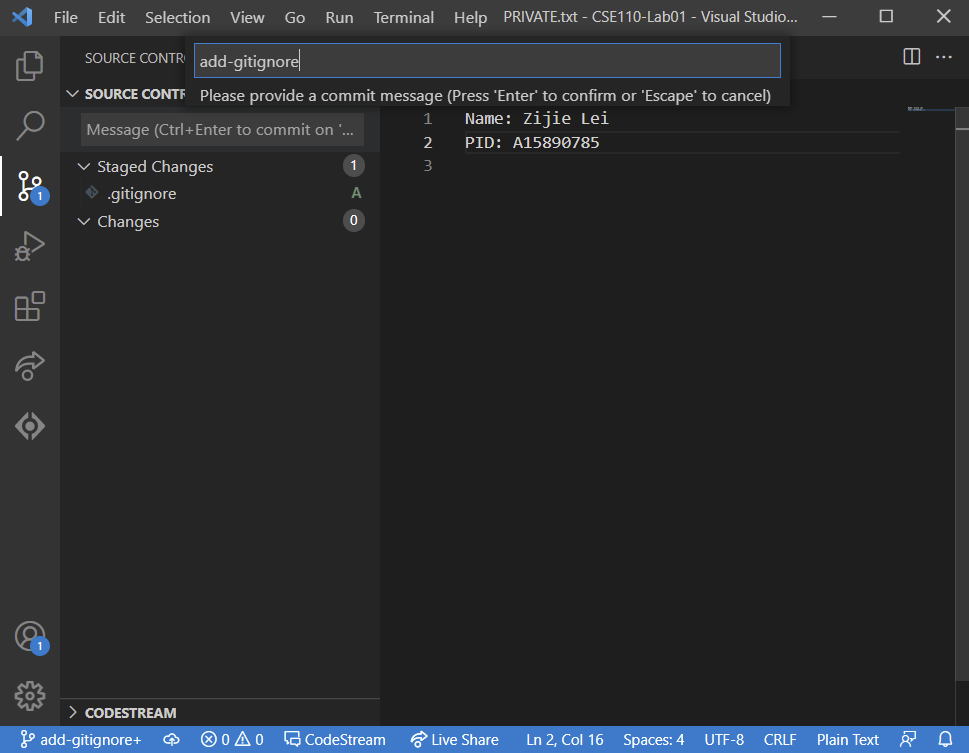 File Edit Selection View Go Run Terminal Help PRIVATE.txt - CSE110-Lab01 - Visual Studio...
SOURCE CONTR
add-gitignore
Please provide a commit message (Press 'Enter' to confirm or 'Escape' to cancel)
SOURCE CONTR
Message (Ctrl+Enter to commit on '...
Staged Changes 1
.gitignore A
Changes 0
1 Name: Zijie Lei
2 PID: A15890785
3
1
1
CODESTREAM
add-gitignore+ 0 0 CodeStream Live Share Ln 2, Col 16 Spaces: 4 UTF-8 CRLF Plain Text